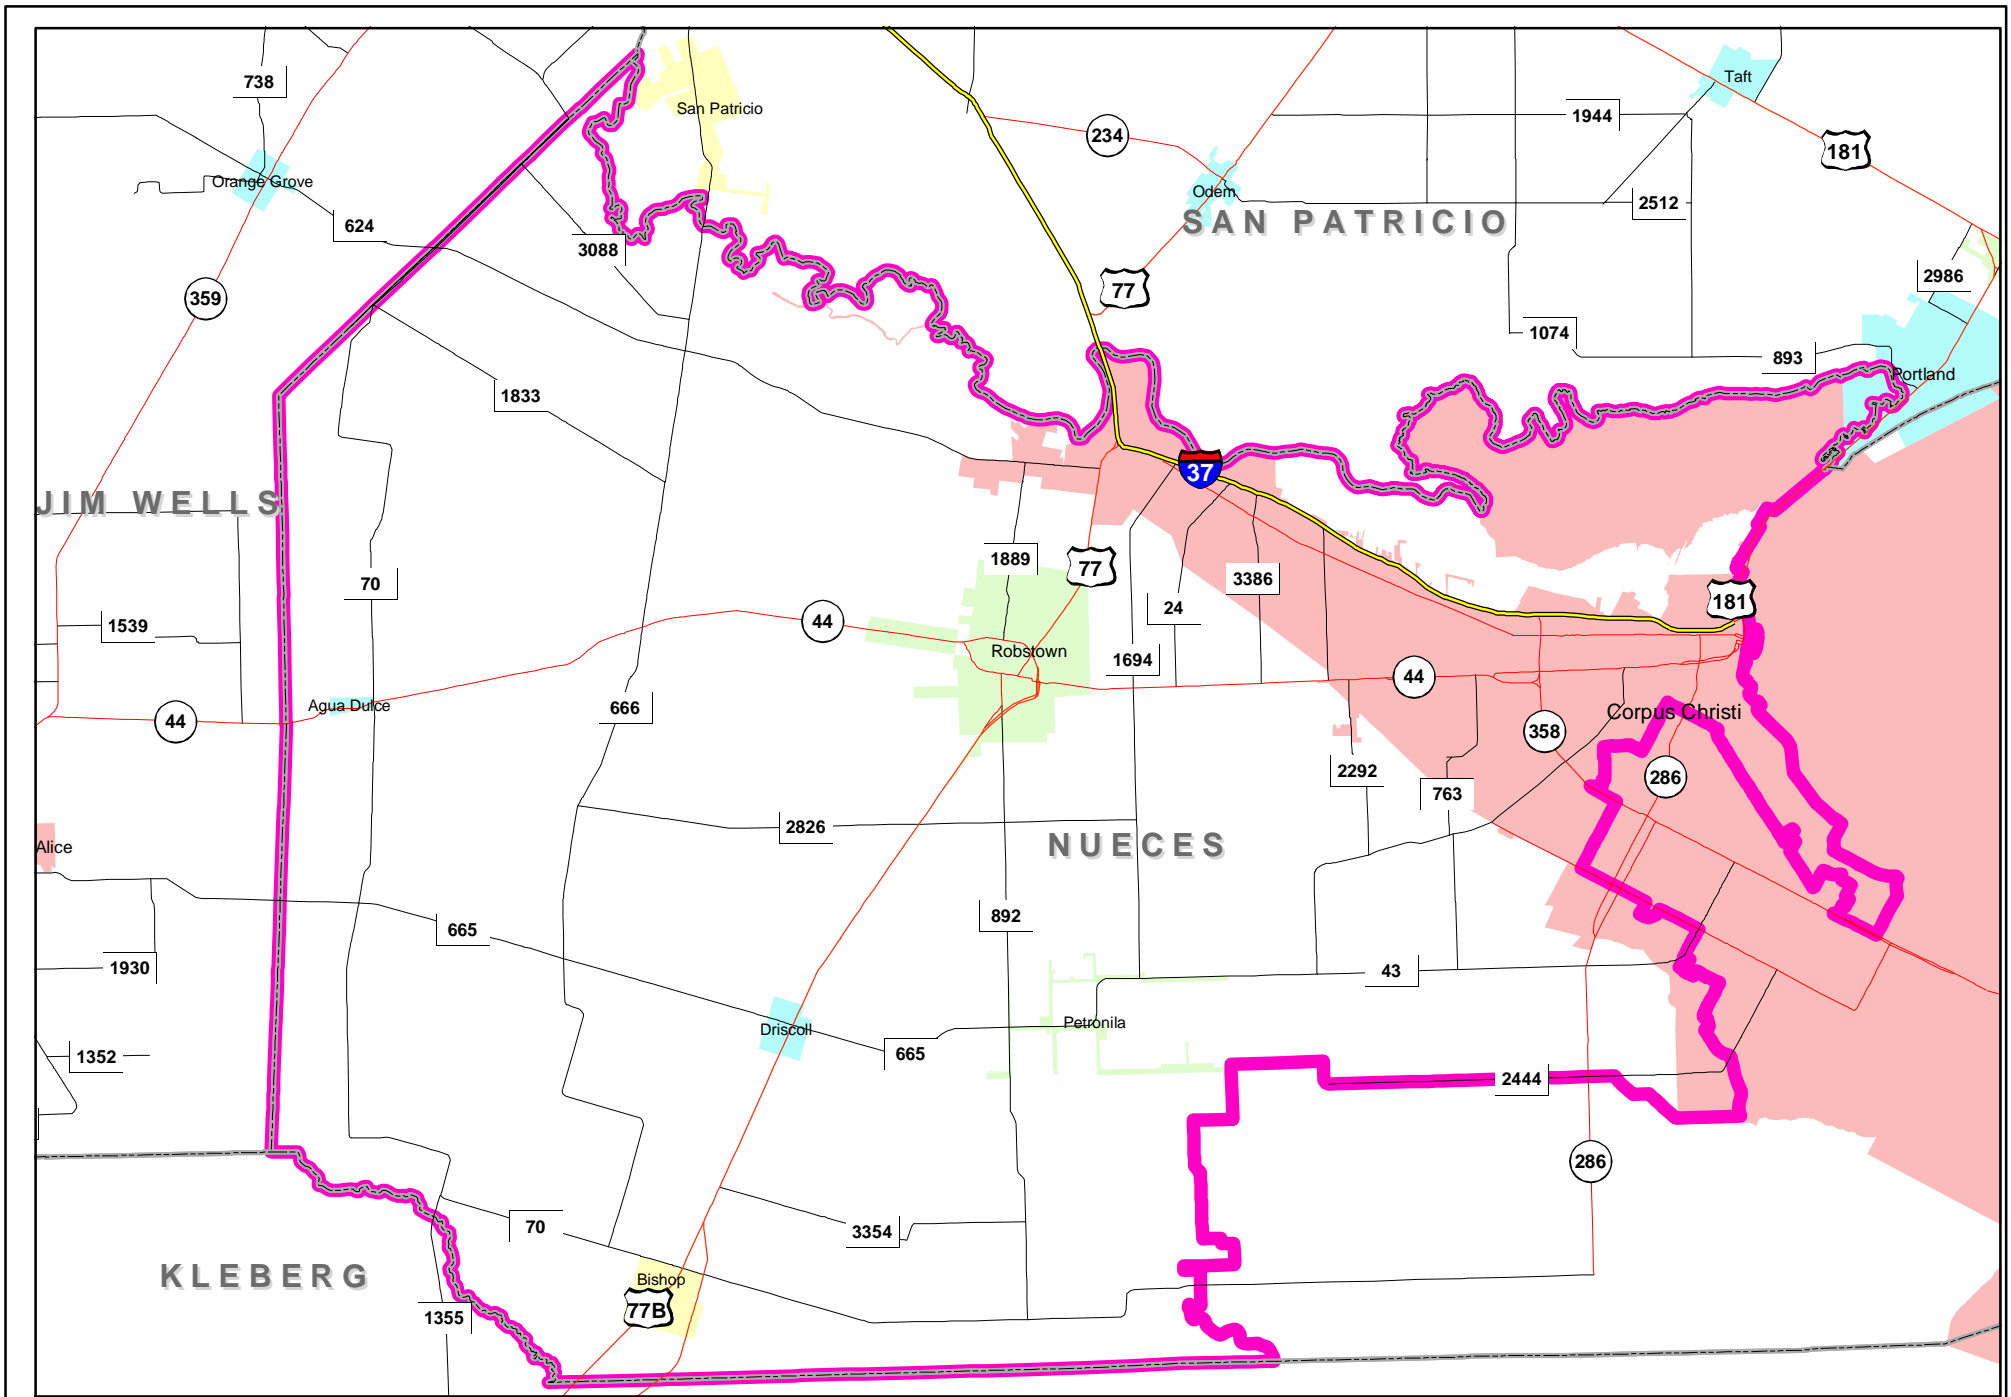 738
San Patricio
Taft
1944
234
181
Orange Grove
Odem
2512
SAN PATRICIO
624
3088
2986
359
77
1074
893
Portland
1833
37
JIM WELLS
1889
77
3386
70
24
181
1539
44
Robstown
1694
44
Agua Dulce
666
Corpus Christi
44
358
2292
286
763
2826
NUECES
Alice
892
665
43
1930
Petronila
Driscoll
665
1352
2444
286
70
3354
KLEBERG
Bishop
77B
1355